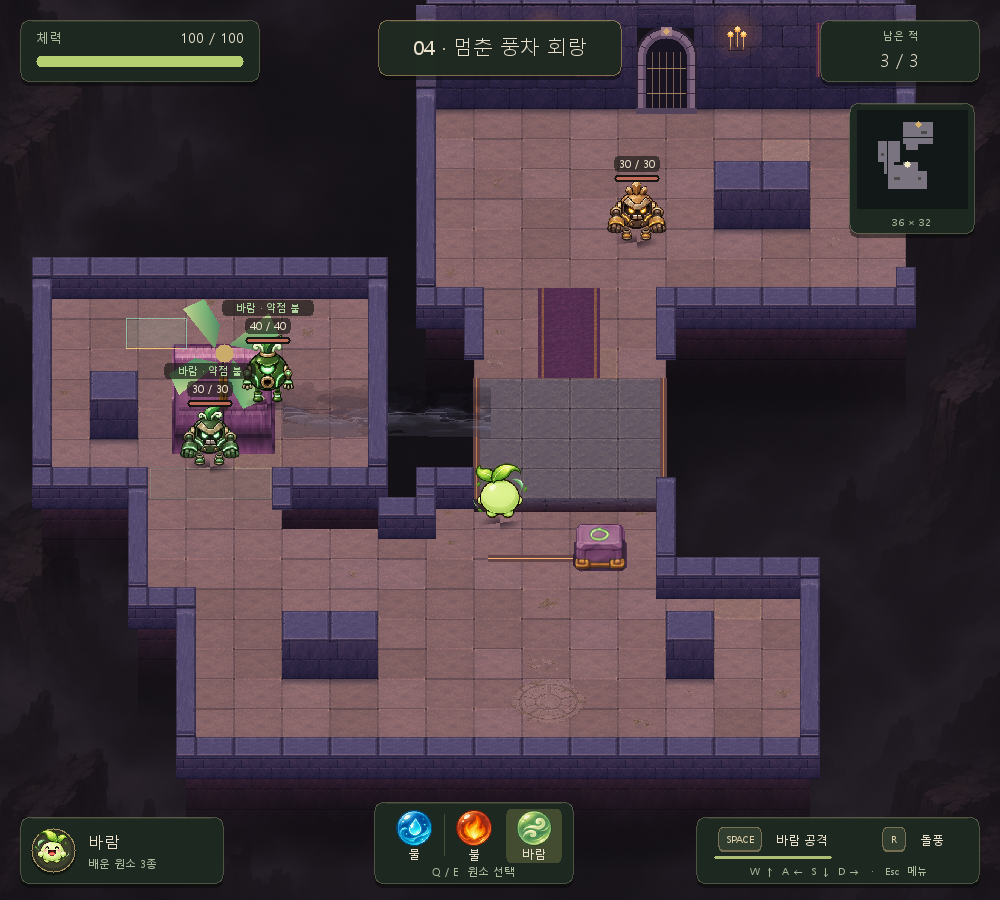 체력 100 / 100
04 · 멈춘 풍차 회랑
남은 적
3 / 3
30 / 30
36 × 32
바람 · 약점 불
40 / 40
바람 · 약점 불
30 / 30
바람
배운 원소 3종
물 불 바람
Q / E 원소 선택
SPACE 바람 공격 R 돌풍
W ↑ A ← S ↓ D → · Esc 메뉴